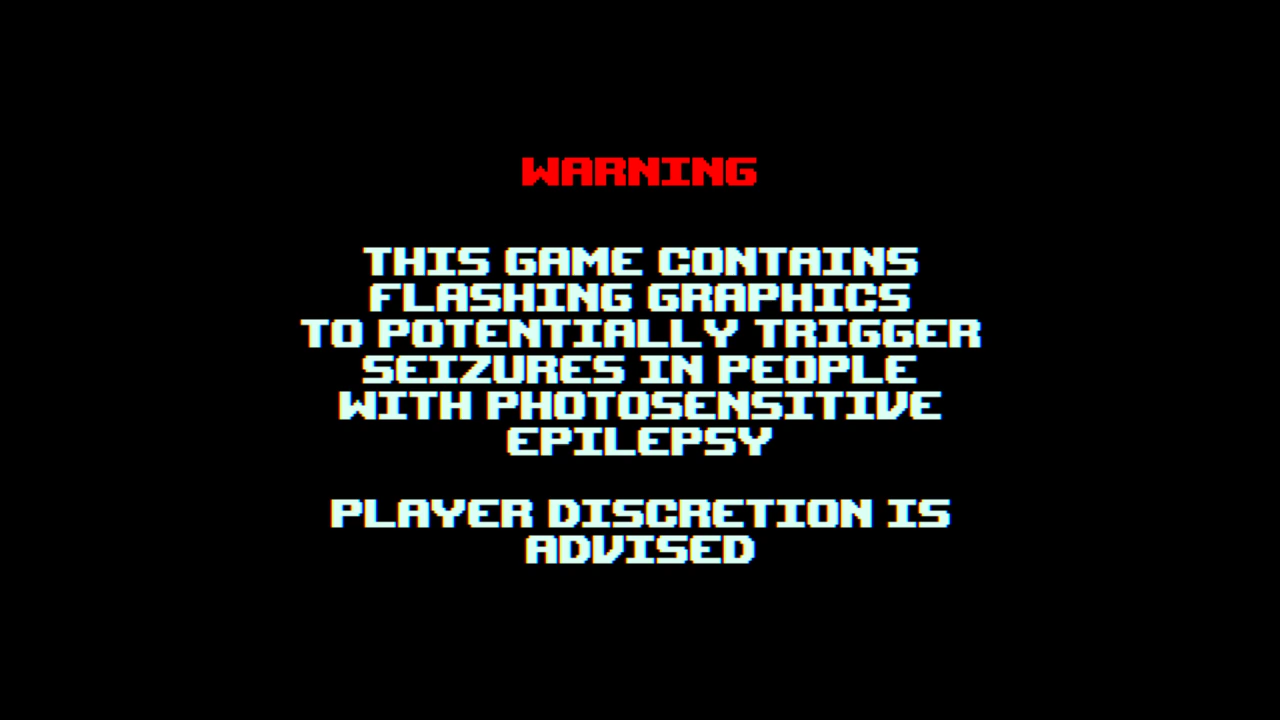 WARNING
THIS GAME CONTAINS
FLASHING GRAPHICS
TO POTENTIALLY TRIGGER
SEIZURES IN PEOPLE
WITH PHOTOSENSITIVE
EPILEPSY
PLAYER DISCRETION IS
ADVISED